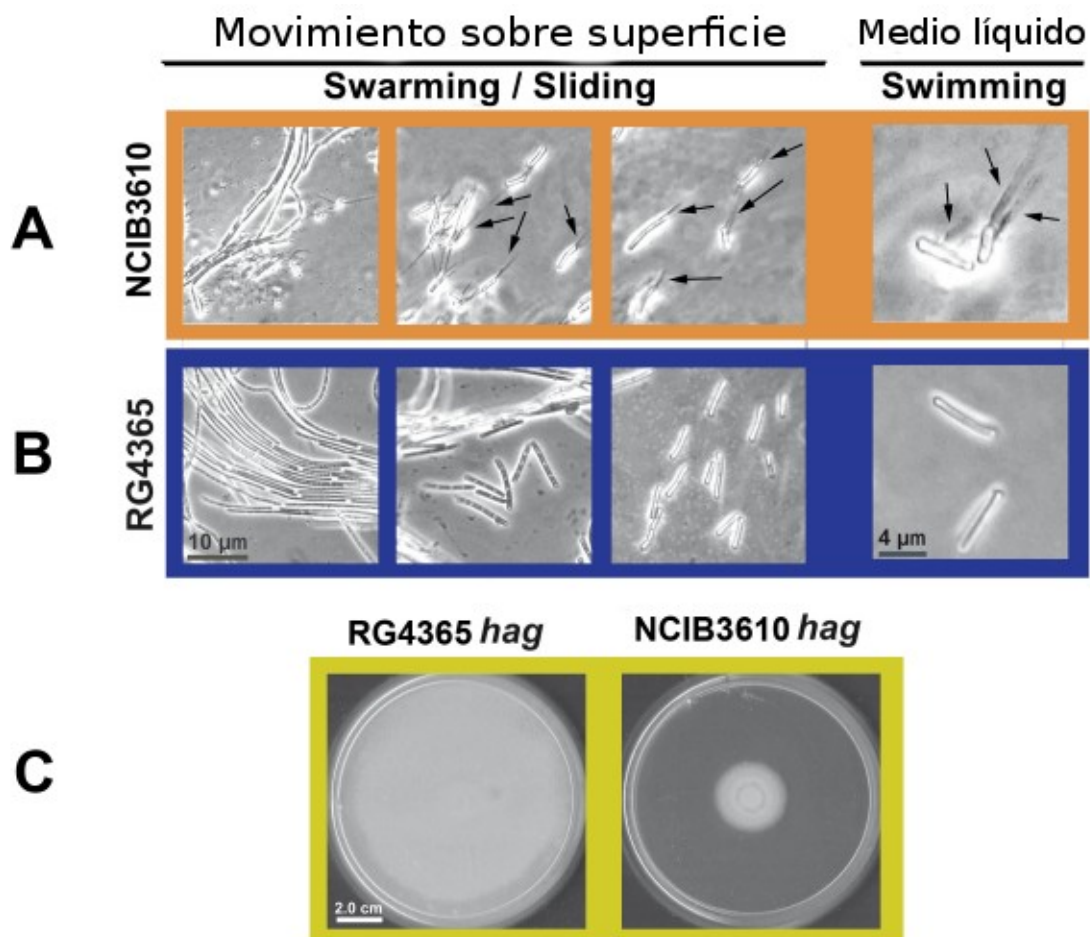 Movimiento sobre superficie
Medio líquido
Swarming / Sliding
Swimming
A
NCIB3610
B
RG4365
10 µm
4 µm
RG4365 hag
NCIB3610 hag
C
2.0 cm